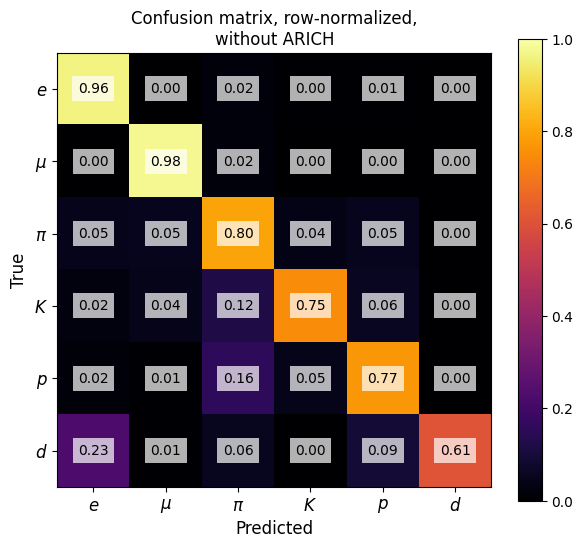 Confusion matrix, row-normalized,
without ARICH
True
e 0.96 0.00 0.02 0.00 0.01 0.00
μ 0.00 0.98 0.02 0.00 0.00 0.00
π 0.05 0.05 0.80 0.04 0.05 0.00
K 0.02 0.04 0.12 0.75 0.06 0.00
p 0.02 0.01 0.16 0.05 0.77 0.00
d 0.23 0.01 0.06 0.00 0.09 0.61
e μ π K p d
Predicted
1.0
0.8
0.6
0.4
0.2
0.0